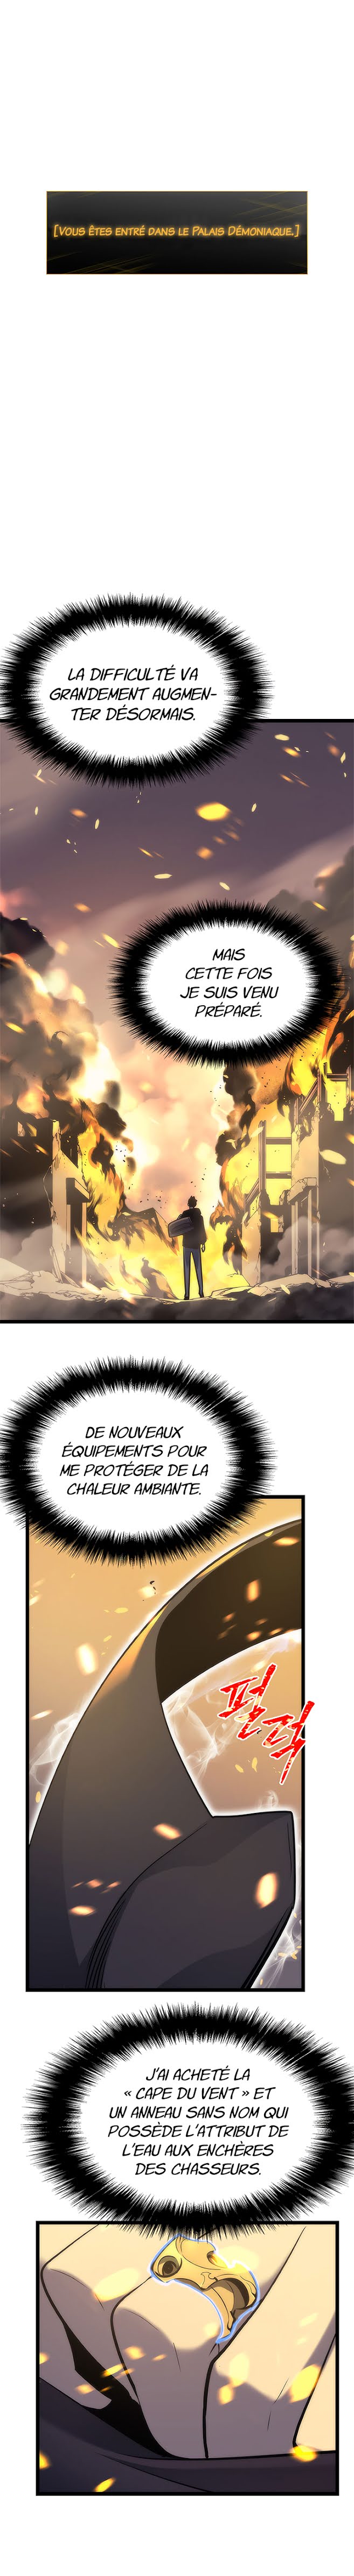 [Vous êtes entré dans le Palais Démoniaque.]
LA DIFFICULTÉ VA
GRANDEMENT AUGMEN-
TER DÉSORMAIS.
MAIS
CETTE FOIS
JE SUIS VENU
PRÉPARÉ.
DE NOUVEAUX
ÉQUIPEMENTS POUR
ME PROTÉGER DE LA
CHALEUR AMBIANTE.
펄럭
J'AI ACHETÉ LA
« CAPE DU VENT » ET
UN ANNEAU SANS NOM QUI
POSSÈDE L'ATTRIBUT DE
L'EAU AUX ENCHÈRES
DES CHASSEURS.